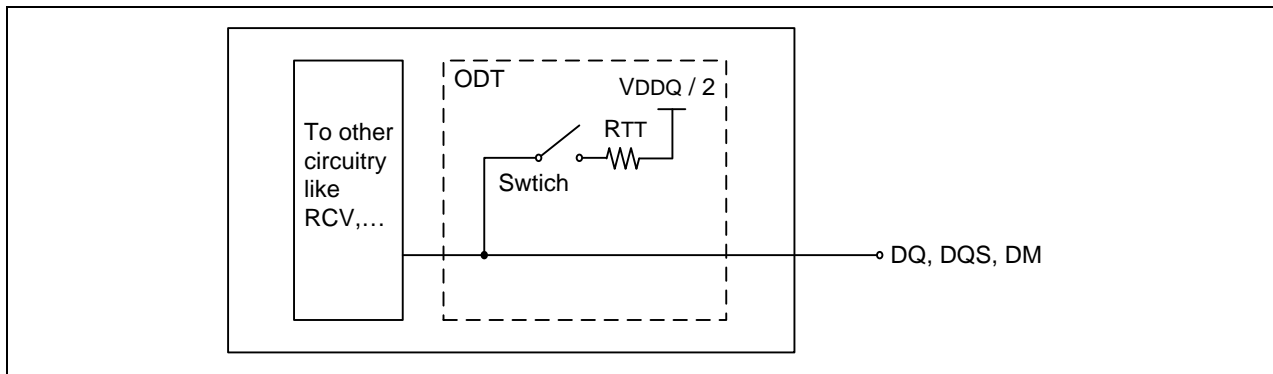 ODT
VDDQ / 2
RTT
Swtich
To other
circuitry
like
RCV,…
DQ, DQS, DM